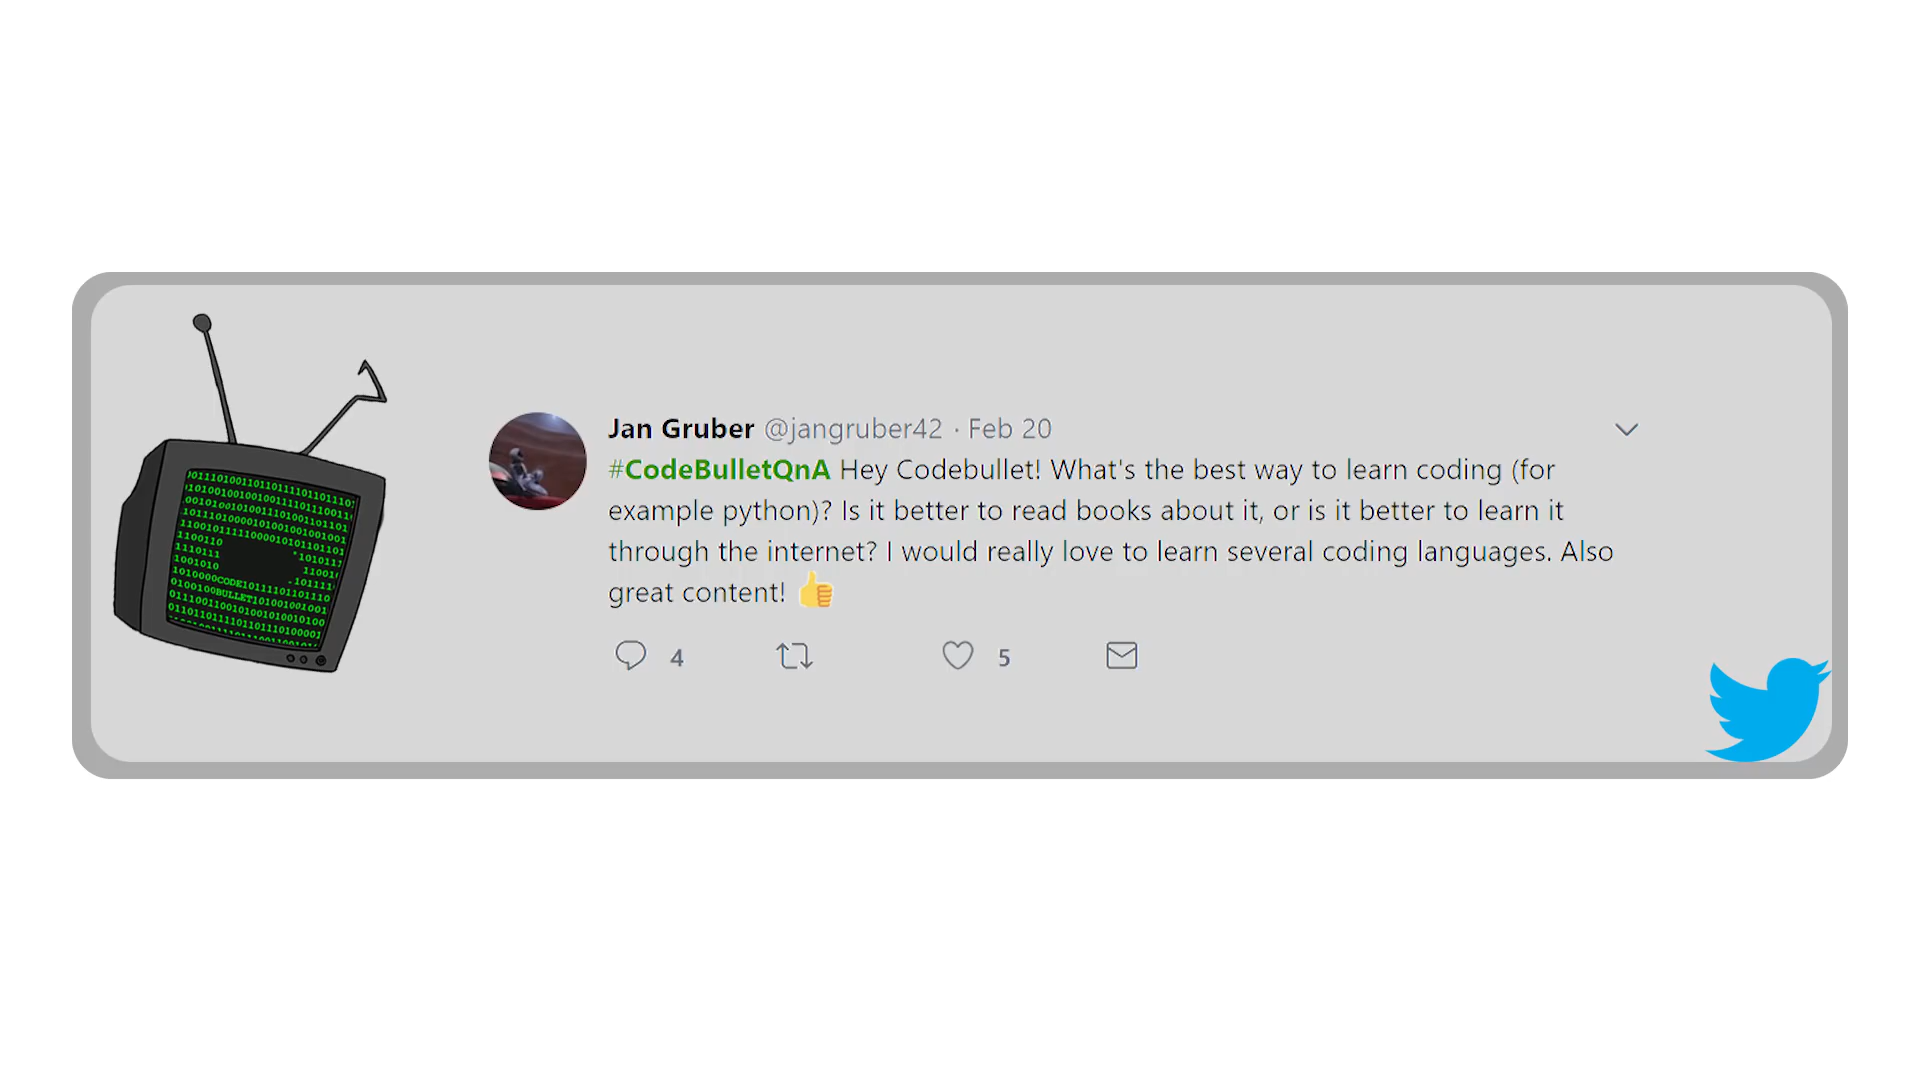 Jan Gruber @jangruber42 · Feb 20
#CodeBulletQnA Hey Codebullet! What's the best way to learn coding (for
example python)? Is it better to read books about it, or is it better to learn it
through the internet? I would really love to learn several coding languages. Also
great content! 👍
4 5